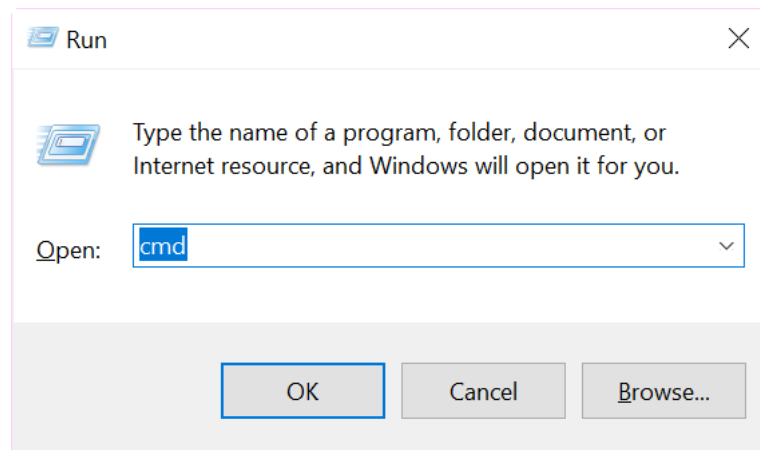 Run
Type the name of a program, folder, document, or
Internet resource, and Windows will open it for you.
Open: cmd
OK Cancel Browse...